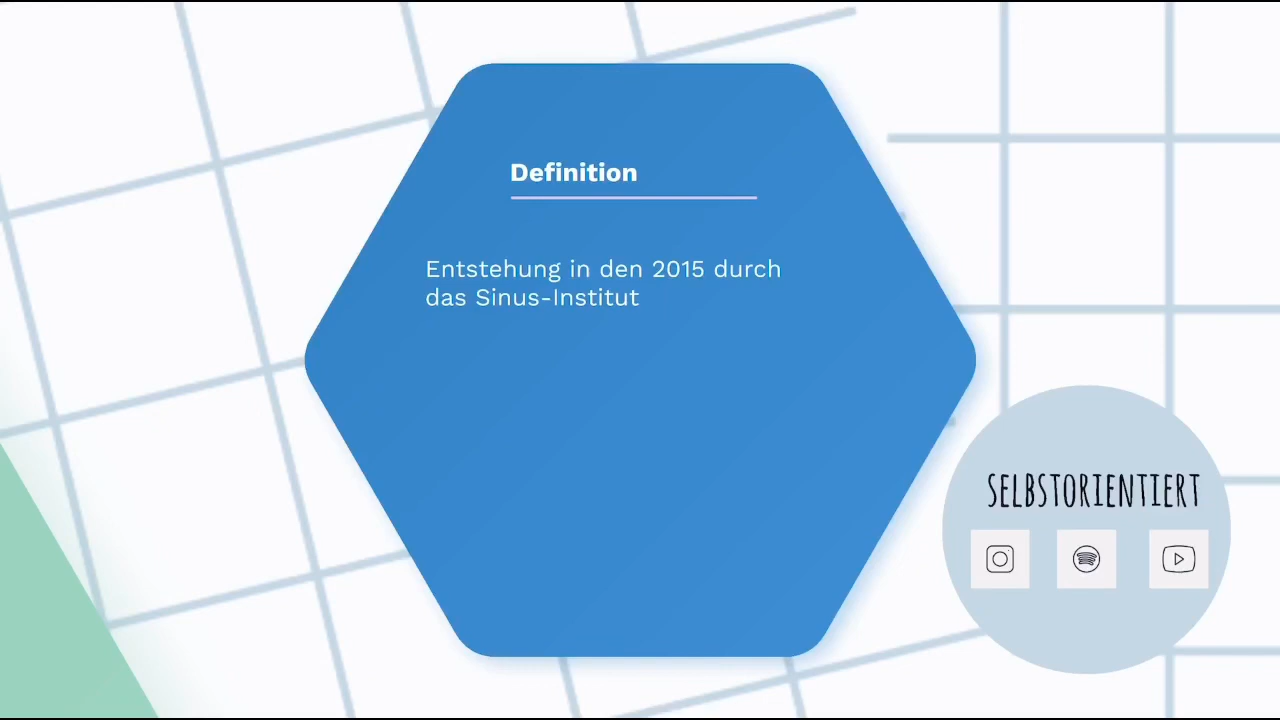 Definition
Entstehung in den 2015 durch
das Sinus-Institut
SELBSTORIENTIERT